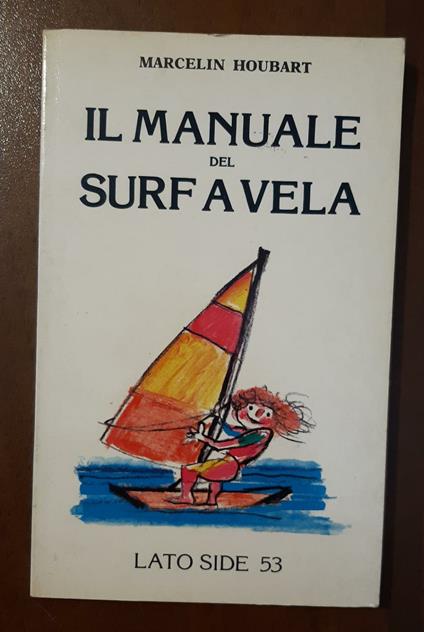 MARCELIN HOUBART
IL MANUALE
DEL
SURF A VELA
LATO SIDE 53